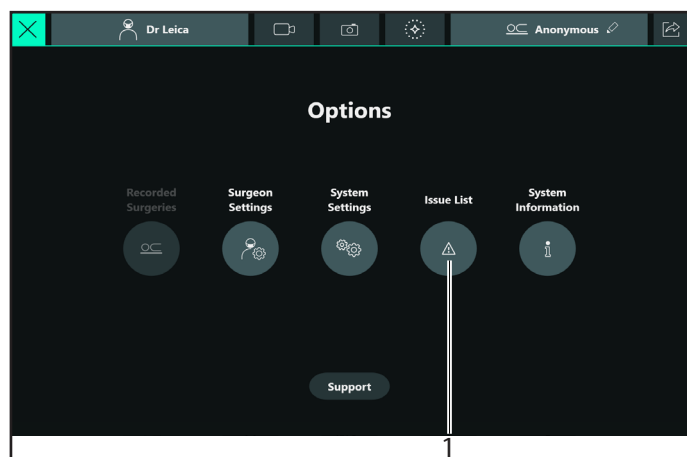 Dr Leica
Anonymous
Options
Recorded
Surgeries
Surgeon
Settings
System
Settings
Issue List
System
Information
Support
1